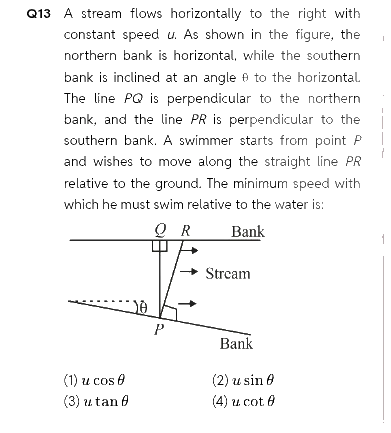 Q13 A stream flows horizontally to the right with
constant speed u. As shown in the figure, the
northern bank is horizontal, while the southern
bank is inclined at an angle θ to the horizontal.
The line PQ is perpendicular to the northern
bank, and the line PR is perpendicular to the
southern bank. A swimmer starts from point P
and wishes to move along the straight line PR
relative to the ground. The minimum speed with
which he must swim relative to the water is:
Q R Bank
Stream
θ
P
Bank
(1) u cos θ (2) u sin θ
(3) u tan θ (4) u cot θ